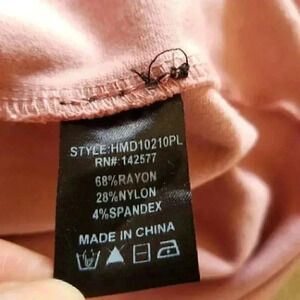 STYLE:HMD10210PL
RN#: 142577
68%RAYON
28%NYLON
4%SPANDEX
MADE IN CHINA